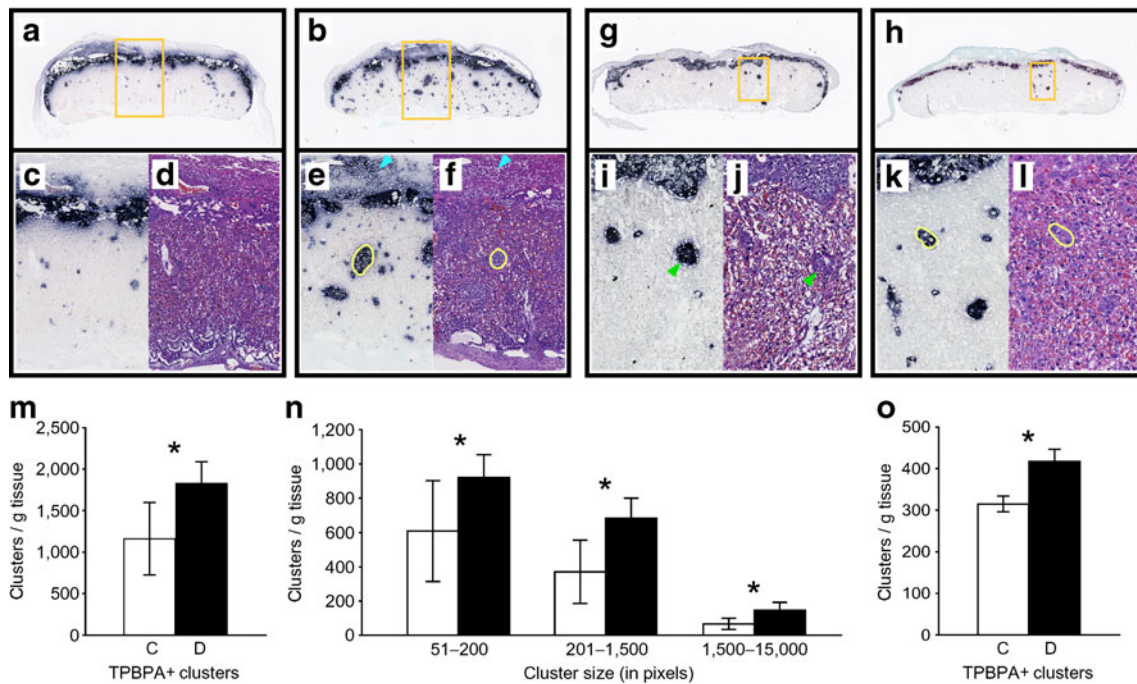 a
b
g
h
c
d
e
f
i
j
k
l
m
2,500
2,000
1,500
1,000
500
0
Clusters / g tissue
*
C
D
TPBPA+ clusters
n
1,200
1,000
800
600
400
200
0
Clusters / g tissue
*
*
*
51–200
201–1,500
1,500–15,000
Cluster size (in pixels)
o
500
400
300
200
100
0
Clusters / g tissue
*
C
D
TPBPA+ clusters